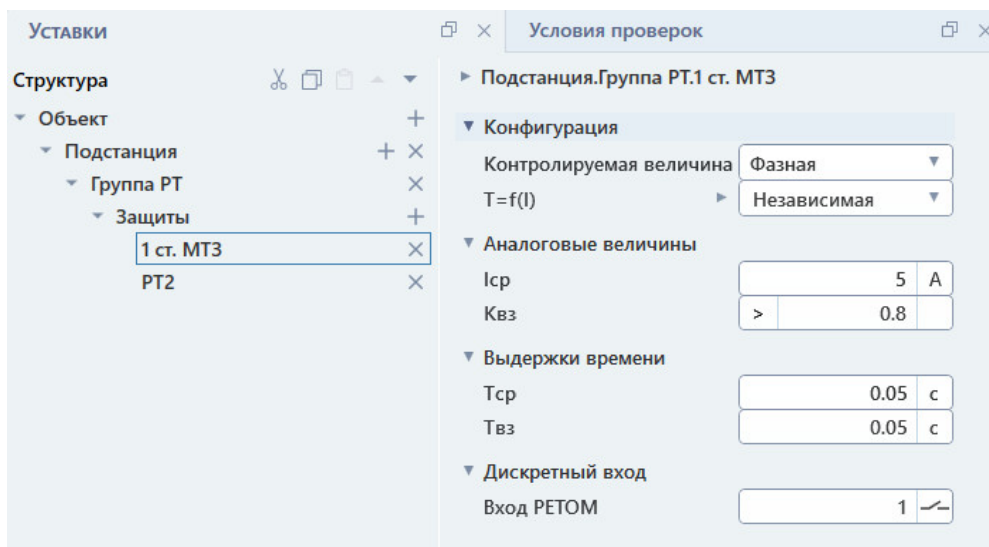 Уставки
Условия проверок
Структура
Объект
Подстанция
Группа РТ
Защиты
1 ст. МТЗ
РТ2
Подстанция.Группа РТ.1 ст. МТЗ
Конфигурация
Контролируемая величина Фазная
T=f(I) Независимая
Аналоговые величины
Iср 5 А
Квз > 0.8
Выдержки времени
Тср 0.05 с
Твз 0.05 с
Дискретный вход
Вход РЕТОМ 1